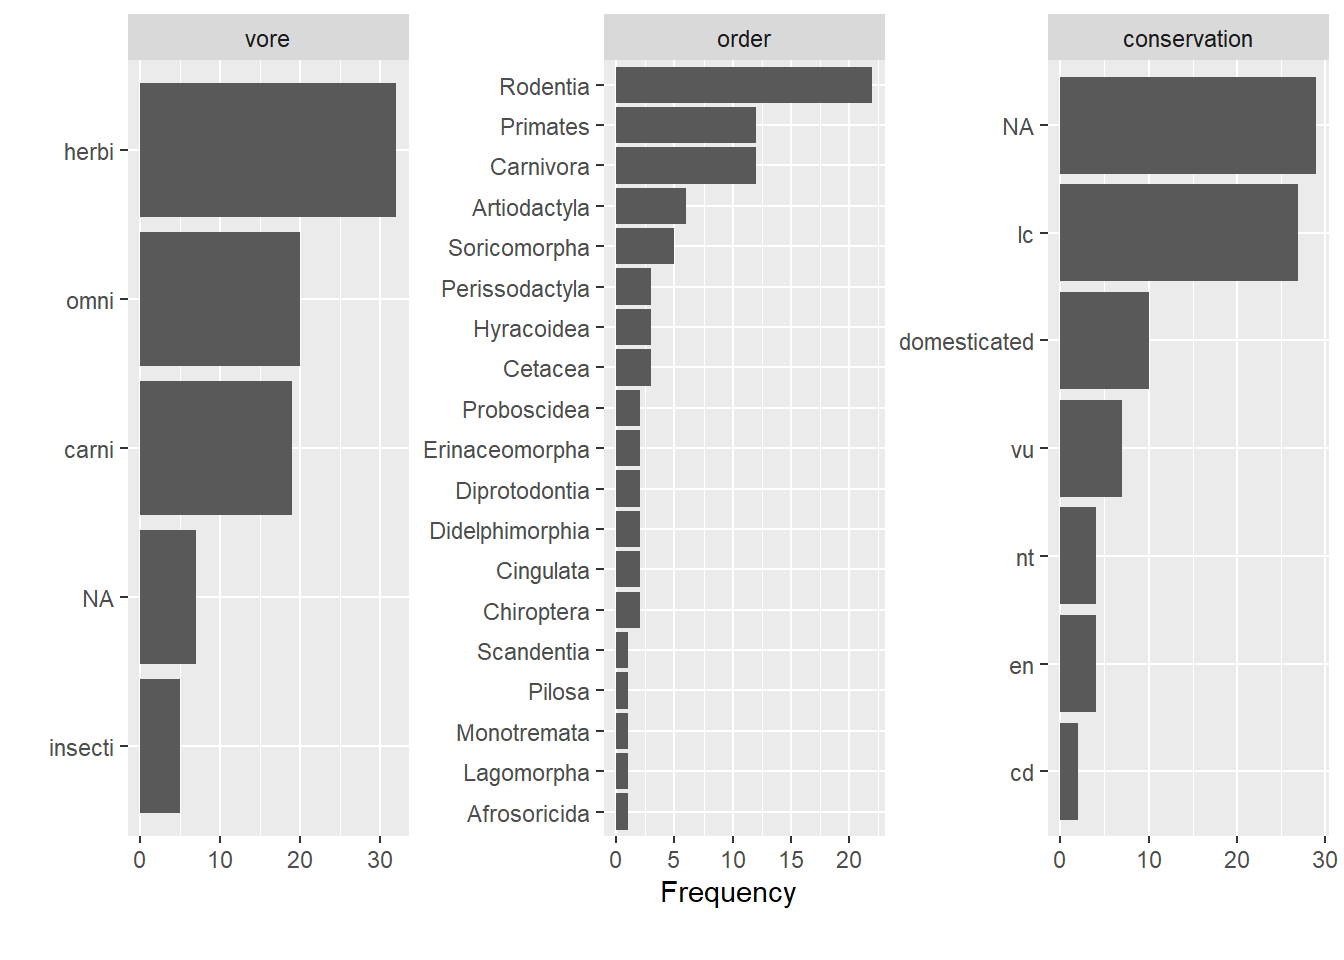 vore
herbi
omni
carni
NA
insecti
0 10 20 30
order
Rodentia
Primates
Carnivora
Artiodactyla
Soricomorpha
Perissodactyla
Hyracoidea
Cetacea
Proboscidea
Erinaceomorpha
Diprotodontia
Didelphimorphia
Cingulata
Chiroptera
Scandentia
Pilosa
Monotremata
Lagomorpha
Afrosoricida
0 5 10 15 20
conservation
NA
lc
domesticated
vu
nt
en
cd
0 10 20 30
Frequency